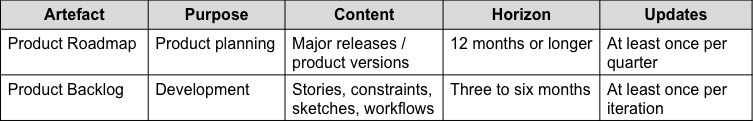 Artefact Purpose Content Horizon Updates
Product Roadmap Product planning Major releases / 12 months or longer At least once per
product versions quarter
Product Backlog Development Stories, constraints, Three to six months At least once per
sketches, workflows iteration